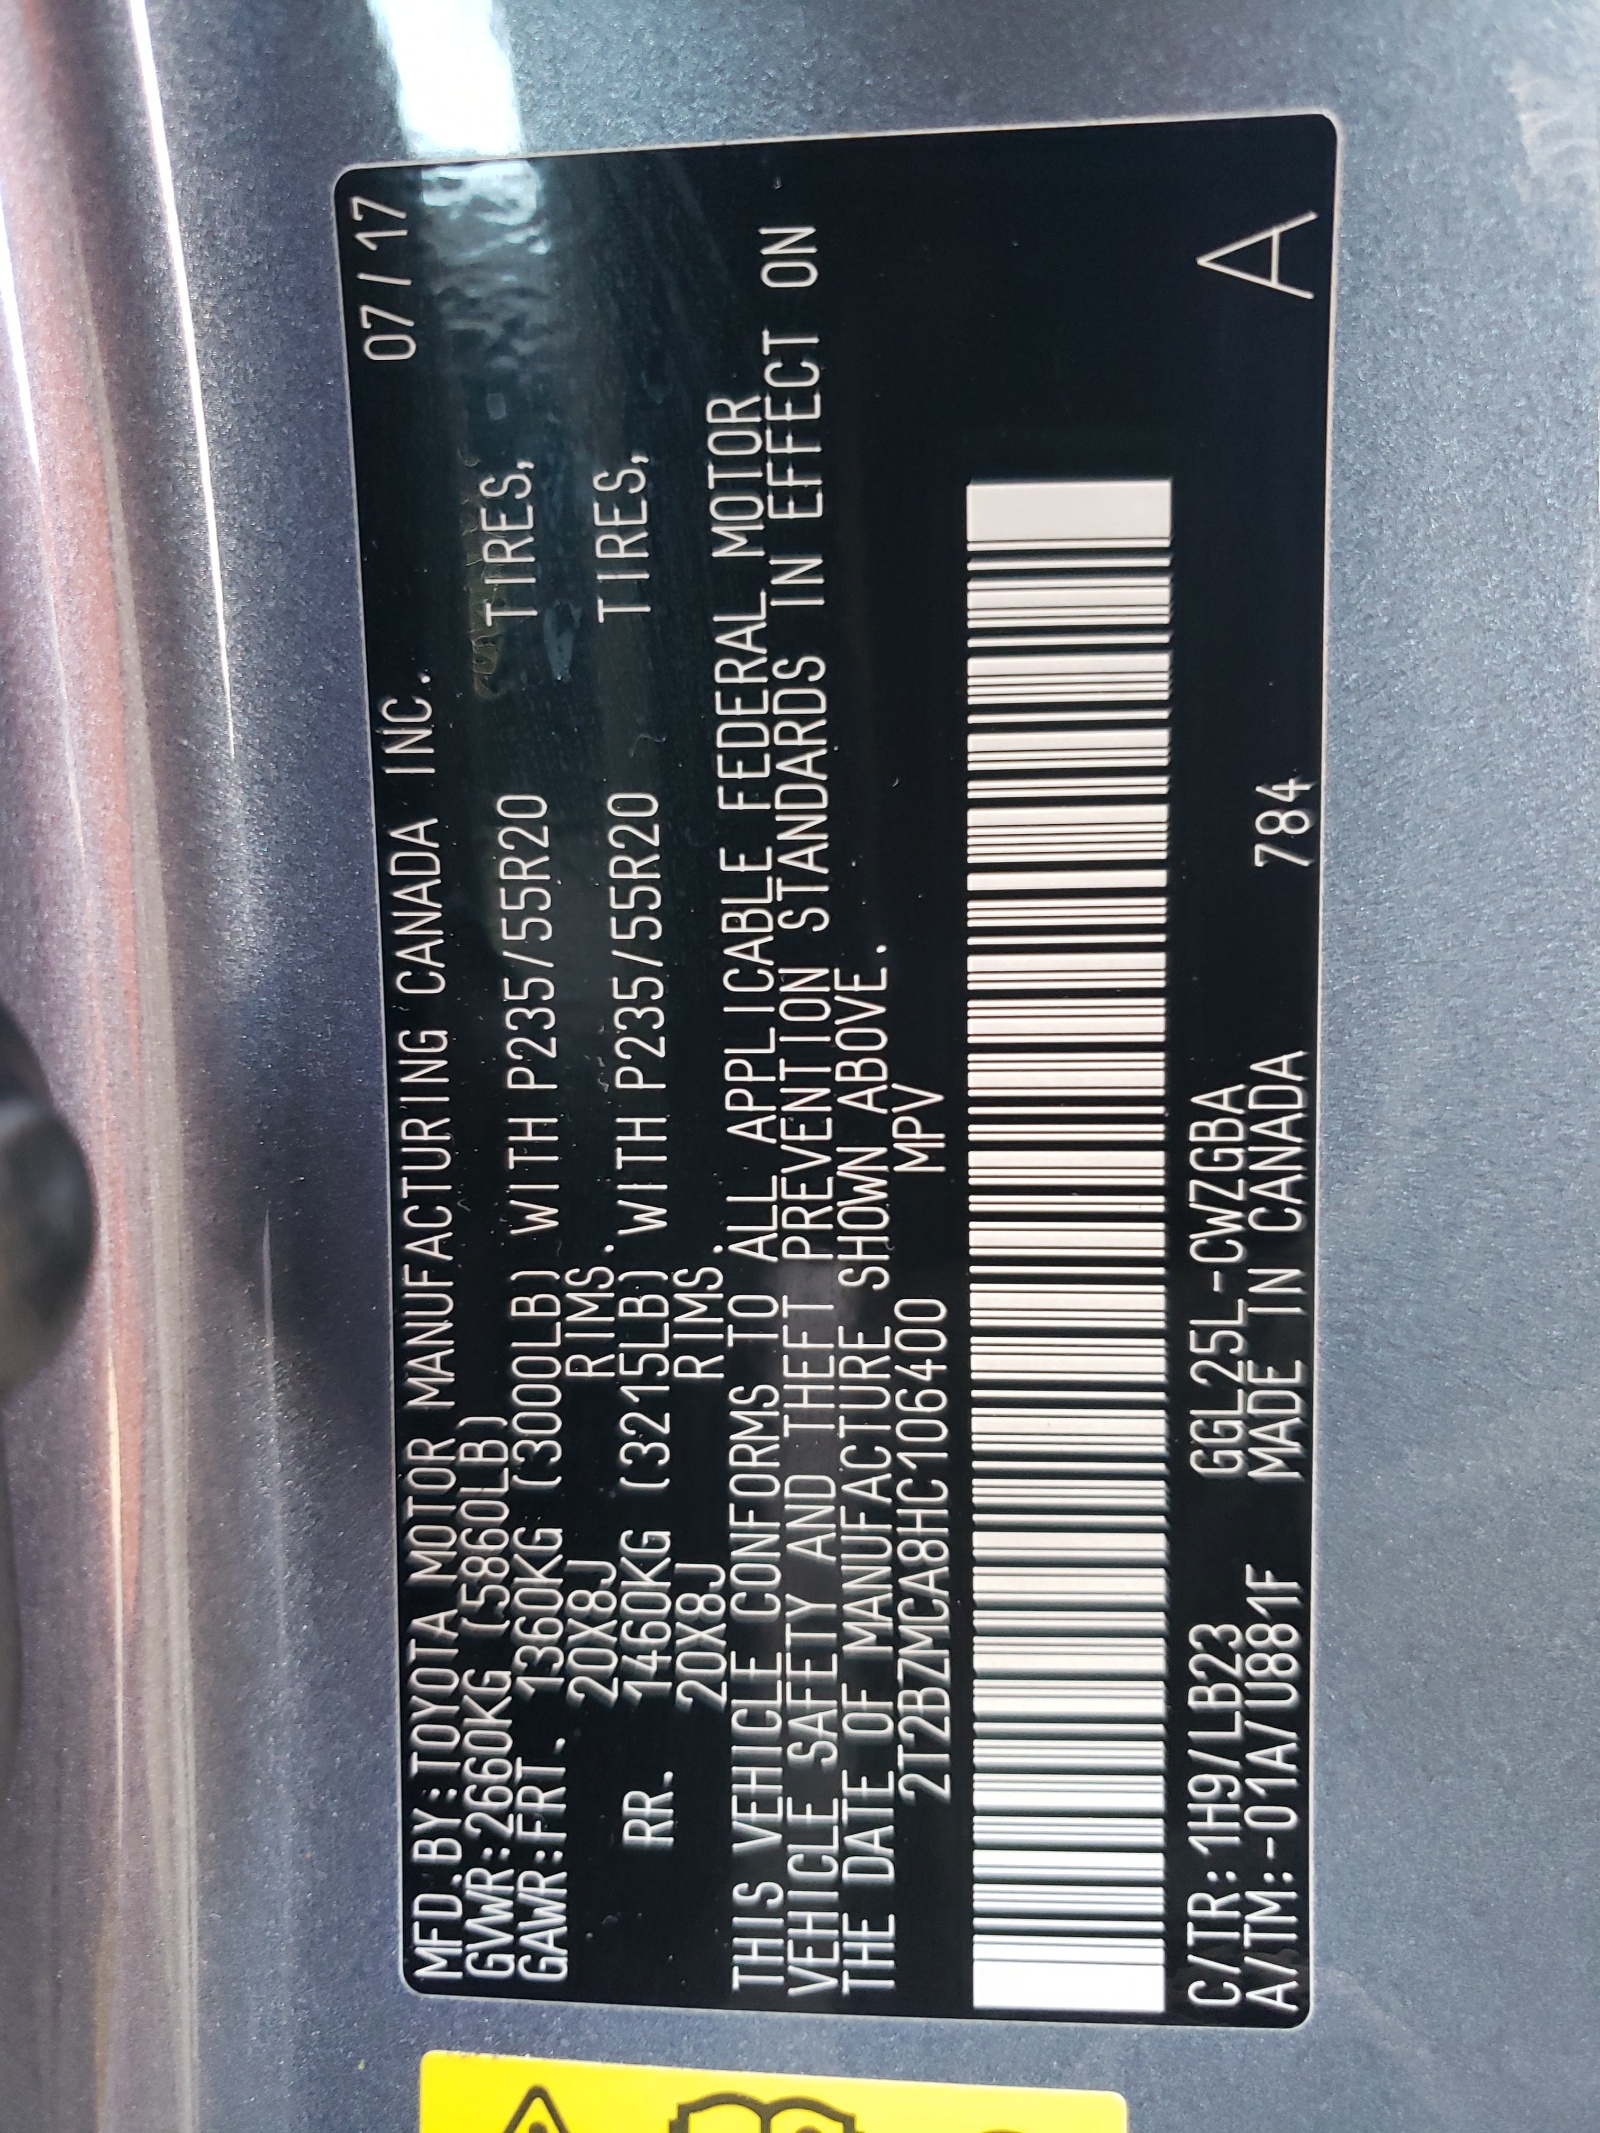 07/17
MFD.BY:TOYOTA MOTOR MANUFACTURING CANADA INC.
GVWR:2660KG (5860LB)
GAWR:FRT. 1360KG (3000LB) WITH P235/55R20 TIRES,
20X8J RIMS.
RR. 1460KG (3215LB) WITH P235/55R20 TIRES,
20X8J RIMS.
THIS VEHICLE CONFORMS TO ALL APPLICABLE FEDERAL MOTOR
VEHICLE SAFETY AND THEFT PREVENTION STANDARDS IN EFFECT ON
THE DATE OF MANUFACTURE SHOWN ABOVE.
2T2BZMCA8HC106400 MPV
C/TR:1H9/LB23 GGL25L-CWZGBA
A/TM:-01A/U881F MADE IN CANADA 784
A